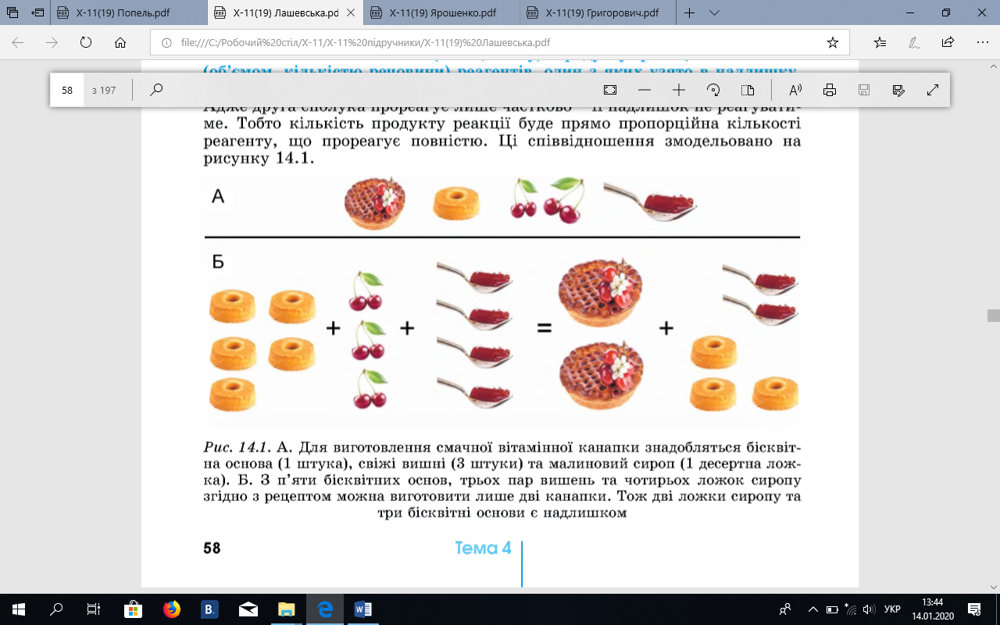 Х-11(19) Попель.pdf
Х-11(19) Лашевська.pd
Х-11(19) Ярошенко.pdf
Х-11(19) Григорович.pdf
file:///C:/Робочий%20стіл/Х-11/Х-11%20підручники/Х-11(19)%20Лашевська.pdf
(об’ємом, кількістю речовини) реагентів, один з яких узято в надлишку.
58 з 197
Адже друга сполука прореагує лише частково – її надлишок не реагувати-
ме. Тобто кількість продукту реакції буде прямо пропорційна кількості
реагенту, що прореагує повністю. Ці співвідношення змодельовано на
рисунку 14.1.
А
Б
+ + = +
Рис. 14.1. А. Для виготовлення смачної вітамінної канапки знадобляться бісквіт-
на основа (1 штука), свіжі вишні (3 штуки) та малиновий сироп (1 десертна лож-
ка). Б. З п’яти бісквітних основ, трьох пар вишень та чотирьох ложок сиропу
згідно з рецептом можна виготовити лише дві канапки. Тож дві ложки сиропу та
три бісквітні основи є надлишком
58
Тема 4
B.
УКР
13:44
14.01.2020